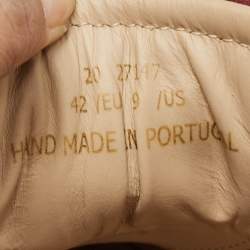 20 27147
42 /EU 9 /US
HAND MADE IN PORTUGAL